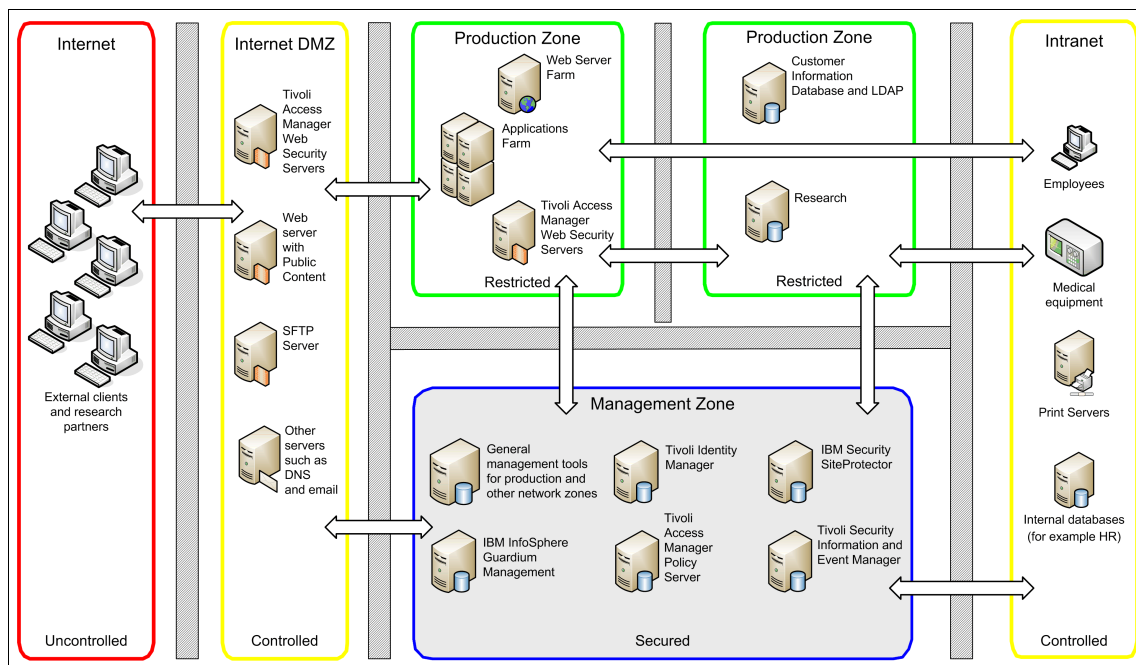 Internet
External clients
and research
partners
Uncontrolled
Internet DMZ
Tivoli
Access
Manager
Web
Security
Servers
Web
server
with
Public
Content
SFTP
Server
Other
servers
such as
DNS
and email
Controlled
Production Zone
Web Server
Farm
Applications
Farm
Tivoli Access
Manager
Web Security
Servers
Restricted
Production Zone
Customer
Information
Database and LDAP
Research
Restricted
Management Zone
General
management tools
for production and
other network zones
Tivoli Identity
Manager
IBM Security
SiteProtector
IBM InfoSphere
Guardium
Management
Tivoli
Access
Manager
Policy
Server
Tivoli Security
Information and
Event Manager
Secured
Intranet
Employees
Medical
equipment
Print Servers
Internal databases
(for example HR)
Controlled